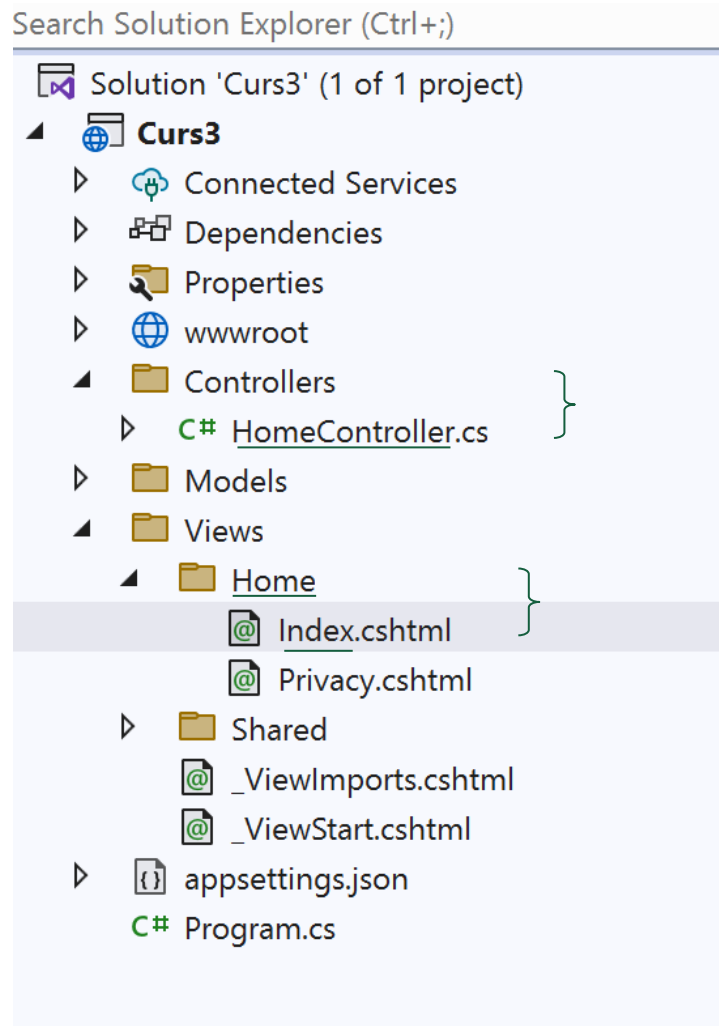 Search Solution Explorer (Ctrl+;)
Solution 'Curs3' (1 of 1 project)
Curs3
Connected Services
Dependencies
Properties
wwwroot
Controllers
C# HomeController.cs
Models
Views
Home
@ Index.cshtml
@ Privacy.cshtml
Shared
@ _ViewImports.cshtml
@ _ViewStart.cshtml
appsettings.json
C# Program.cs